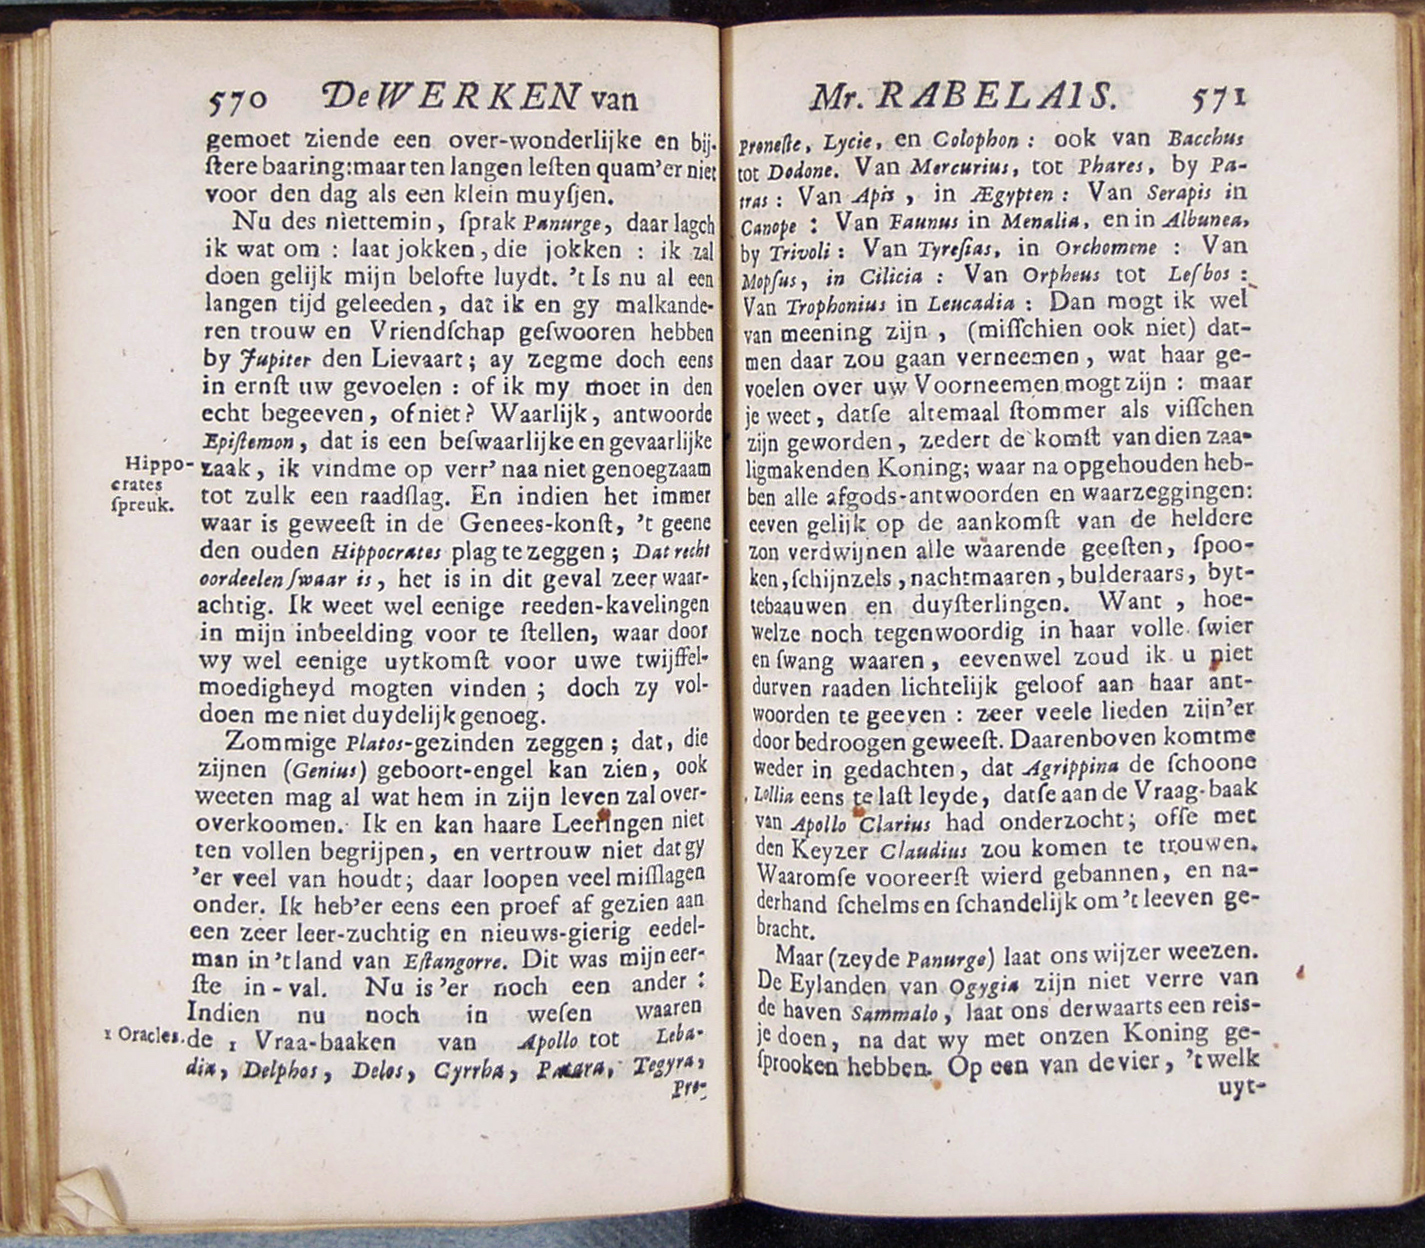 570 De WERKEN van
gemoet ziende een over-wonderlijke en bij-
ſtere baaring: maar ten langen leſten quam'er niet
voor den dag als een klein muyſjen.
Nu des niettemin, ſprak Panurge, daar lagch
ik wat om : laat jokken, die jokken : ik zal
doen gelijk mijn belofte luydt. 't Is nu al een
langen tijd geleeden, dat ik en gy malkande-
ren trouw en Vriendſchap geſwooren hebben
by Jupiter den Lievaart; ay zegme doch eens
in ernſt uw gevoelen : of ik my moet in den
echt begeeven, of niet? Waarlijk, antwoorde
Epiſtemon, dat is een beſwaarlijke en gevaarlijke
Hippo-
crates
ſpreuk.
zaak, ik vindme op verr' naa niet genoegzaam
tot zulk een raadſlag. En indien het immer
waar is geweeſt in de Genees-konſt, 't geene
den ouden Hippocrates plag te zeggen; Dat recht
oordeelen ſwaar is, het is in dit geval zeer waar-
achtig. Ik weet wel eenige reeden-kavelingen
in mijn inbeelding voor te ſtellen, waar door
wy wel eenige uytkomſt voor uwe twijffel-
moedigheyd mogten vinden ; doch zy vol-
doen me niet duydelijk genoeg.
Zommige Platos-gezinden zeggen ; dat, die
zijnen (Genius) geboort-engel kan zien, ook
weeten mag al wat hem in zijn leven zal over-
overkoomen. Ik en kan haare Leeringen niet
ten vollen begrijpen, en vertrouw niet dat gy
'er veel van houdt; daar loopen veel miſſlagen
onder. Ik heb'er eens een proef af gezien aan
een zeer leer-zuchtig en nieuws-gierig eedel-
man in 't land van Eſtangorre. Dit was mijn eer-
ſte in-val. Nu is 'er noch een ander :
Indien nu noch in weſen waaren
1 Oracles.
de 1 Vraa-baaken van Apollo tot Leba-
dia, Delphos, Delos, Cyrrha, Patara, Tegyra,
Pre-
Mr. RABELAIS. 571
Preneſte, Lycie, en Colophon : ook van Bacchus
tot Dodone. Van Mercurius, tot Phares, by Pa-
tras : Van Apis , in Ægypten : Van Serapis in
Canope : Van Faunus in Menalia, en in Albunea,
by Trivoli : Van Tyreſias, in Orchomene : Van
Mopſus, in Cilicia : Van Orpheus tot Leſbos :
Van Trophonius in Leucadia : Dan mogt ik wel
van meening zijn , (miſſchien ook niet) dat-
men daar zou gaan verneemen, wat haar ge-
voelen over uw Voorneemen mogt zijn : maar
je weet, datſe altemaal ſtommer als viſſchen
zijn geworden, zedert de komſt van dien zaa-
ligmakenden Koning; waar na opgehouden heb-
ben alle afgods-antwoorden en waarzeggingen:
eeven gelijk op de aankomſt van de heldere
zon verdwijnen alle waarende geeſten, ſpoo-
ken, ſchijnzels, nachtmaaren, bulderaars, byt-
tebaauwen en duyſterlingen. Want , hoe-
welze noch tegenwoordig in haar volle ſwier
en ſwang waaren, eevenwel zoud ik u niet
durven raaden lichtelijk geloof aan haar ant-
woorden te geeven : zeer veele lieden zijn'er
door bedroogen geweeſt. Daarenboven komtme
weder in gedachten, dat Agrippina de ſchoone
Lollia eens te laſt leyde, datſe aan de Vraag-baak
van Apollo Clarius had onderzocht; offe met
den Keyzer Claudius zou komen te trouwen.
Waaromſe vooreerſt wierd gebannen, en na-
derhand ſchelms en ſchandelijk om 't leeven ge-
bracht.
Maar (zeyde Panurge) laat ons wijzer weezen.
De Eylanden van Ogygia zijn niet verre van
de haven Sammalo, laat ons derwaarts een reis-
je doen, na dat wy met onzen Koning ge-
ſprooken hebben. Op een van de vier, 't welk
uyt-